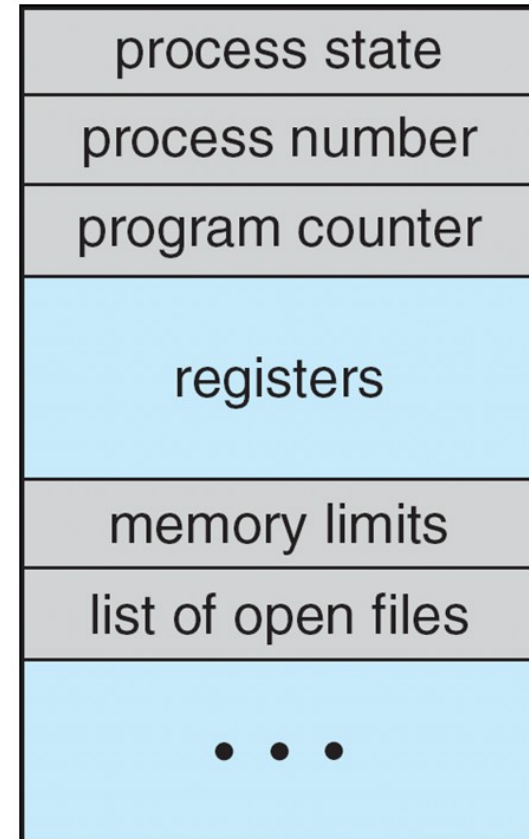 process state
process number
program counter
registers
memory limits
list of open files
• • •